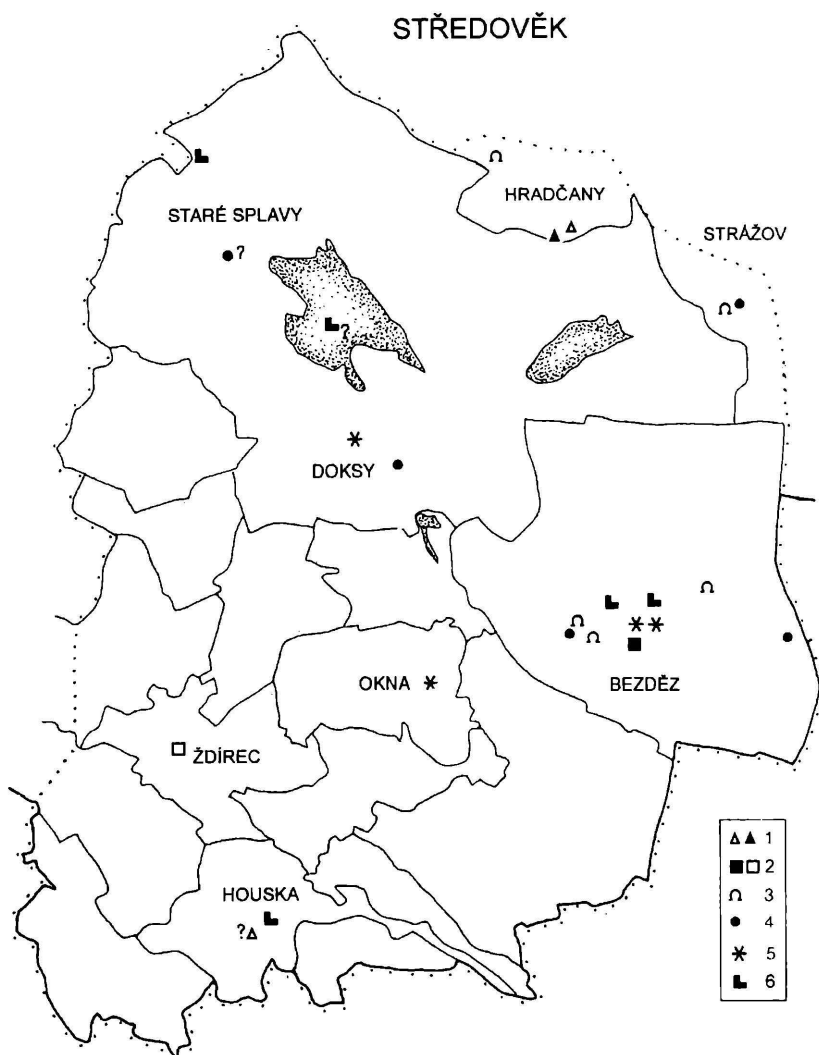 STŘEDOVĚK
HRADČANY
STARÉ SPLAVY
STRÁŽOV
?
?
DOKSY
OKNA
BEZDĚZ
ŽDÍREC
HOUSKA
?
1
2
3
4
5
6